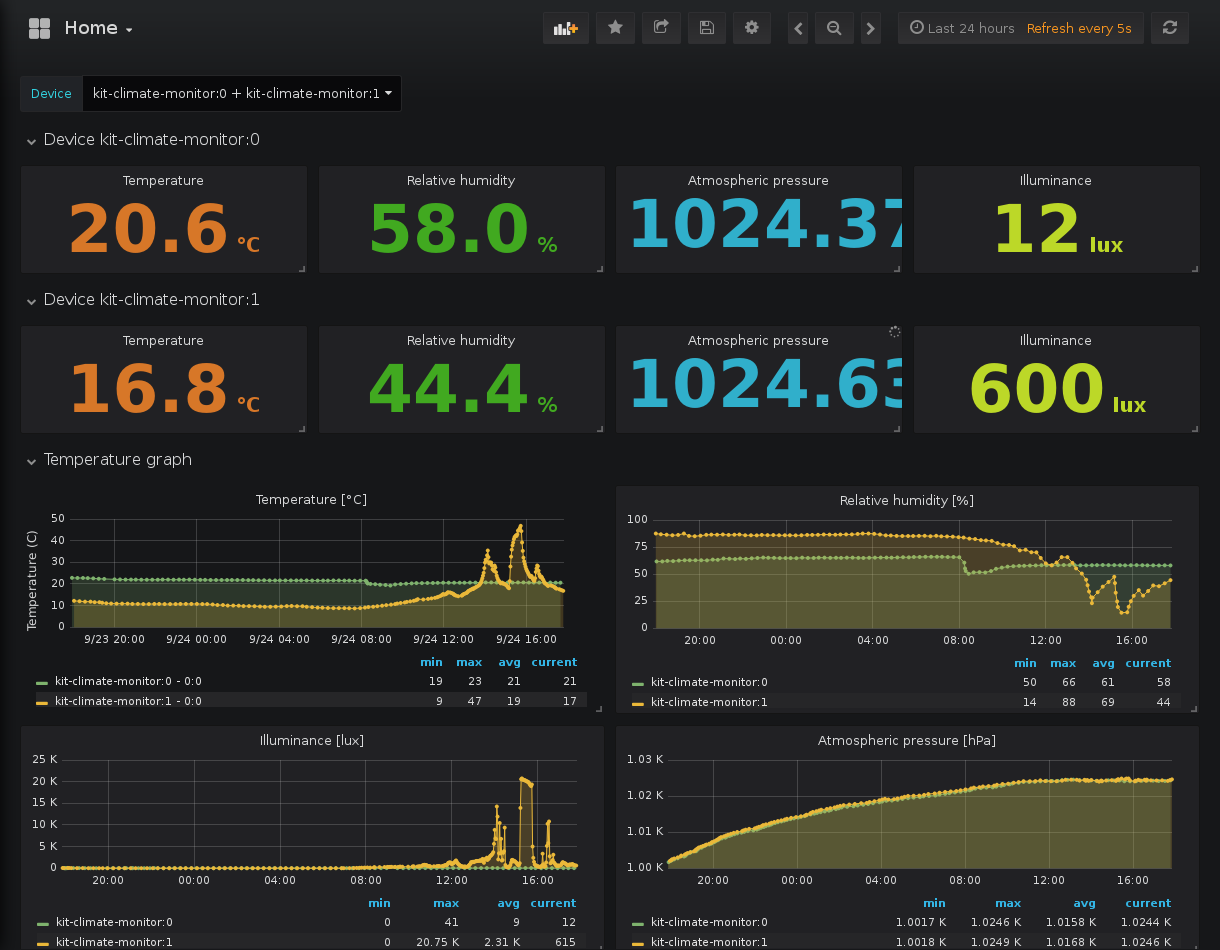 Home
Last 24 hours Refresh every 5s
Device kit-climate-monitor:0 + kit-climate-monitor:1
Device kit-climate-monitor:0
Temperature Relative humidity Atmospheric pressure Illuminance
20.6 °C 58.0 % 1024.37 12 lux
Device kit-climate-monitor:1
Temperature Relative humidity Atmospheric pressure Illuminance
16.8 °C 44.4 % 1024.63 600 lux
Temperature graph
Temperature [°C]
Temperature (C)
50
40
30
20
10
0
9/23 20:00 9/24 00:00 9/24 04:00 9/24 08:00 9/24 12:00 9/24 16:00
min max avg current
kit-climate-monitor:0 - 0:0 19 23 21 21
kit-climate-monitor:1 - 0:0 9 47 19 17
Relative humidity [%]
100
75
50
25
0
20:00 00:00 04:00 08:00 12:00 16:00
min max avg current
kit-climate-monitor:0 50 66 61 58
kit-climate-monitor:1 14 88 69 44
Illuminance [lux]
25 K
20 K
15 K
10 K
5 K
0
20:00 00:00 04:00 08:00 12:00 16:00
min max avg current
kit-climate-monitor:0 0 41 9 12
kit-climate-monitor:1 0 20.75 K 2.31 K 615
Atmospheric pressure [hPa]
1.03 K
1.02 K
1.01 K
1.00 K
20:00 00:00 04:00 08:00 12:00 16:00
min max avg current
kit-climate-monitor:0 1.0017 K 1.0246 K 1.0158 K 1.0244 K
kit-climate-monitor:1 1.0018 K 1.0249 K 1.0168 K 1.0246 K